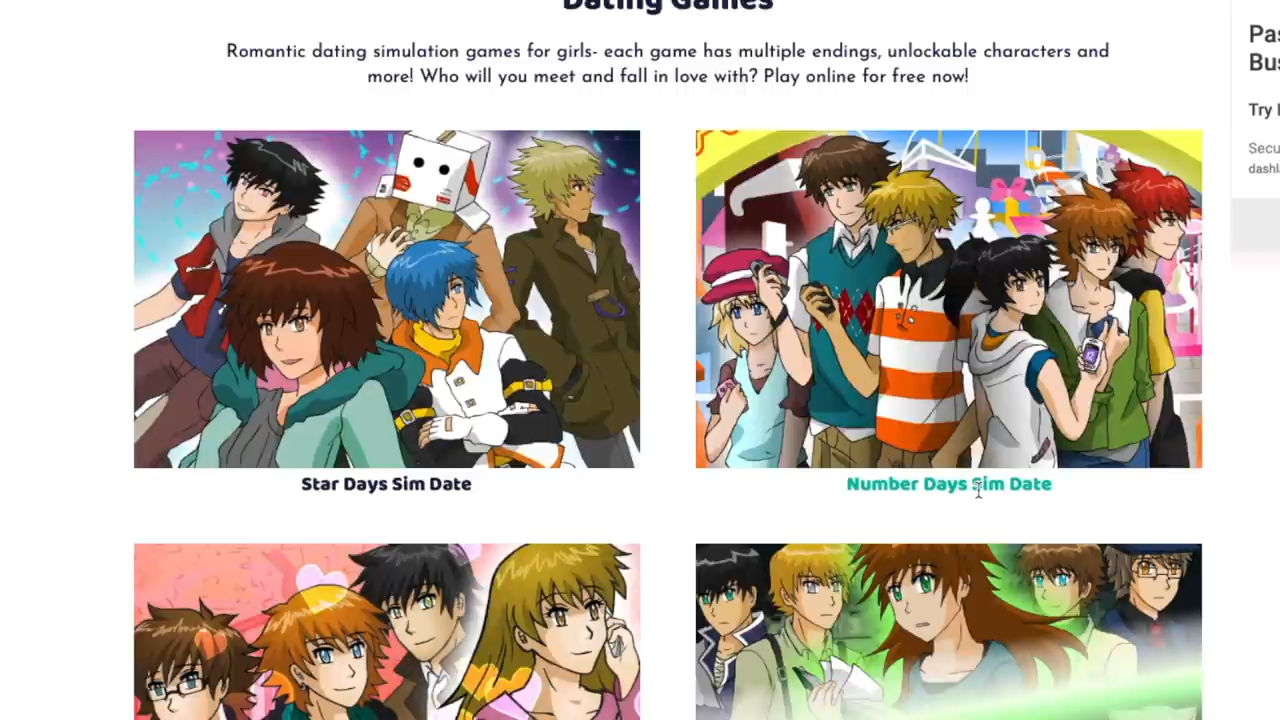 Dating Games
Romantic dating simulation games for girls- each game has multiple endings, unlockable characters and
more! Who will you meet and fall in love with? Play online for free now!
Star Days Sim Date
Number Days Sim Date
12
Try